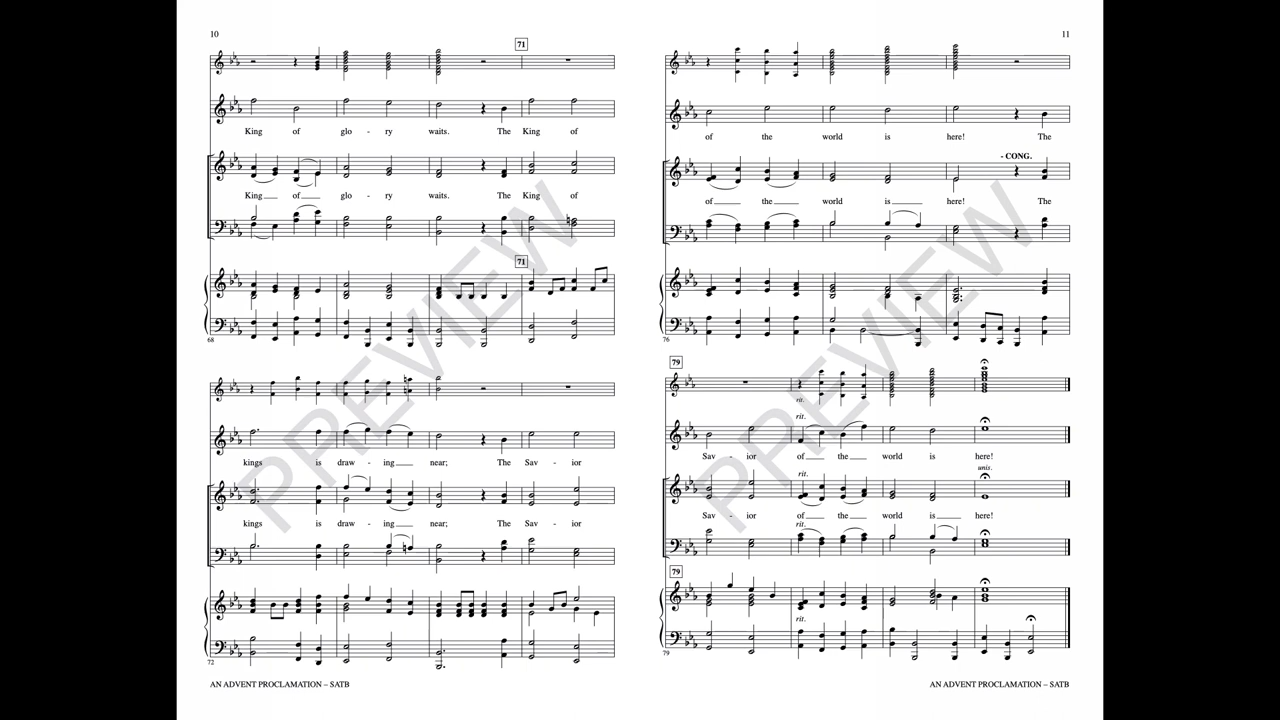 10
71
King of glo - ry waits. The King of
King of glo - ry waits. The King of
71
68
kings is draw - ing near; The Sav - ior
kings is draw - ing near; The Sav - ior
72
AN ADVENT PROCLAMATION – SATB
PREVIEW
11
of the world is here! The
- CONG.
of the world is here! The
76
79
rit.
rit.
Sav - ior of the world is here!
rit.
unis.
Sav - ior of the world is here!
rit.
79
rit.
79
AN ADVENT PROCLAMATION – SATB
PREVIEW